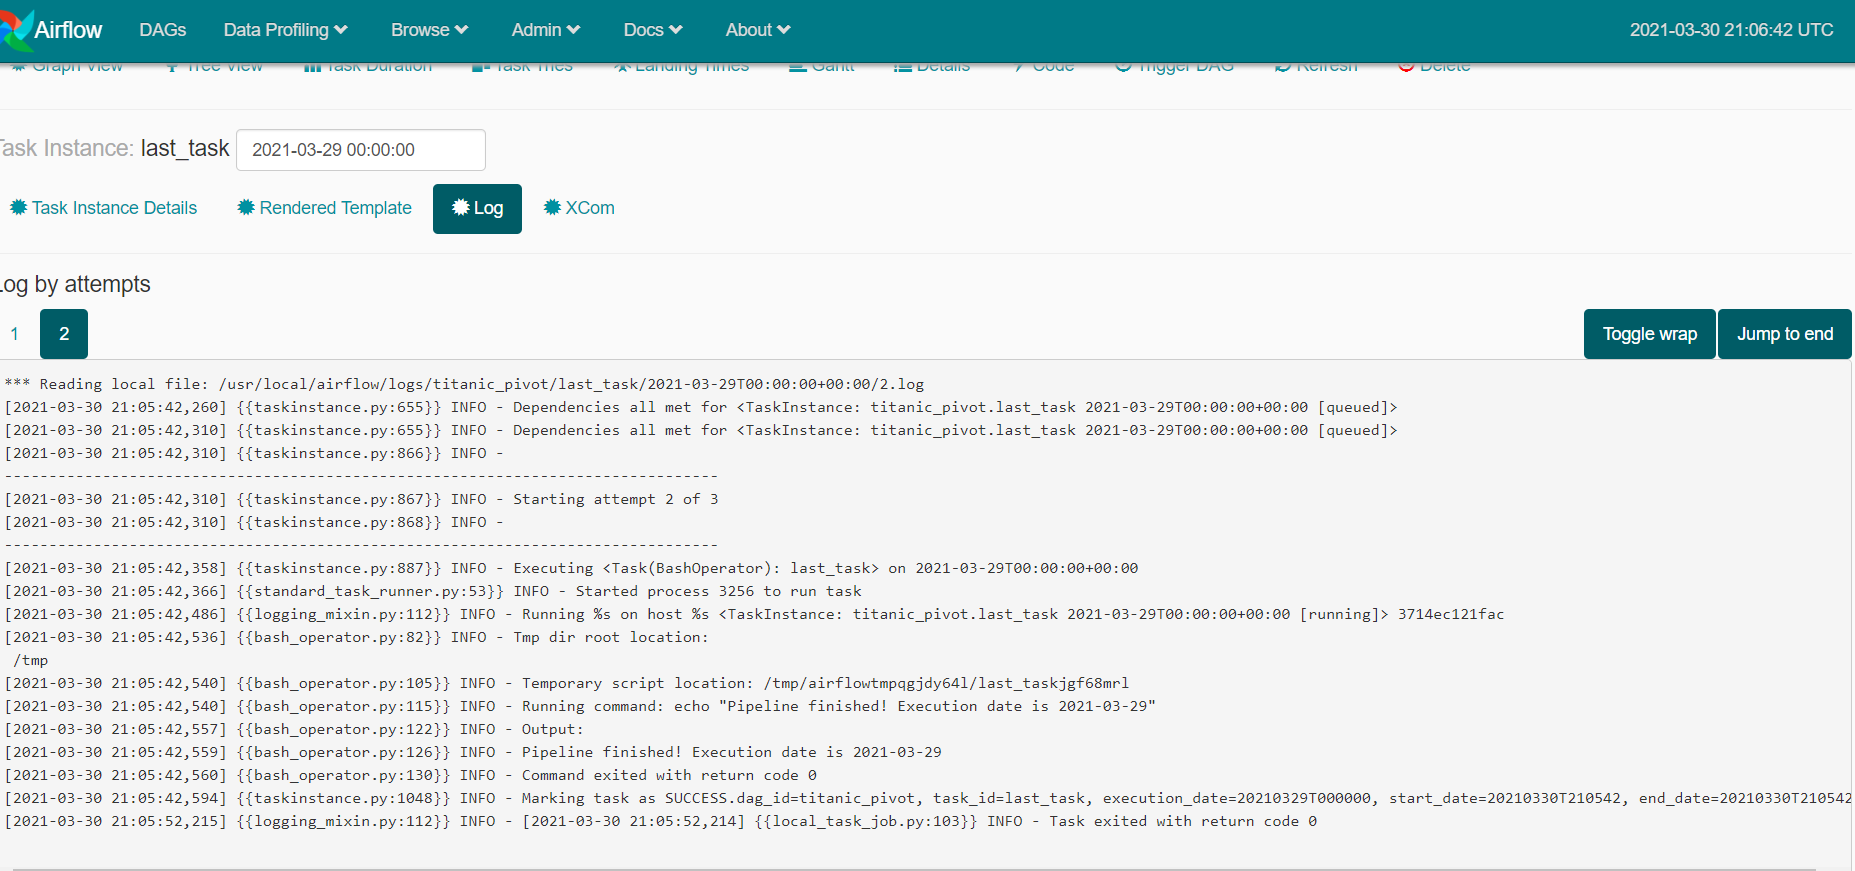 Airflow DAGs Data Profiling Browse Admin Docs About 2021-03-30 21:06:42 UTC
Graph View Tree View Task Duration Task Tries Landing Times Gantt Details Code Trigger DAG Refresh Delete
Task Instance: last_task 2021-03-29 00:00:00
Task Instance Details Rendered Template Log XCom
Log by attempts
1 2 Toggle wrap Jump to end
*** Reading local file: /usr/local/airflow/logs/titanic_pivot/last_task/2021-03-29T00:00:00+00:00/2.log
[2021-03-30 21:05:42,260] {{taskinstance.py:655}} INFO - Dependencies all met for <TaskInstance: titanic_pivot.last_task 2021-03-29T00:00:00+00:00 [queued]>
[2021-03-30 21:05:42,310] {{taskinstance.py:655}} INFO - Dependencies all met for <TaskInstance: titanic_pivot.last_task 2021-03-29T00:00:00+00:00 [queued]>
[2021-03-30 21:05:42,310] {{taskinstance.py:866}} INFO -
--------------------------------------------------------------------------------
[2021-03-30 21:05:42,310] {{taskinstance.py:867}} INFO - Starting attempt 2 of 3
[2021-03-30 21:05:42,310] {{taskinstance.py:868}} INFO -
--------------------------------------------------------------------------------
[2021-03-30 21:05:42,358] {{taskinstance.py:887}} INFO - Executing <Task(BashOperator): last_task> on 2021-03-29T00:00:00+00:00
[2021-03-30 21:05:42,366] {{standard_task_runner.py:53}} INFO - Started process 3256 to run task
[2021-03-30 21:05:42,486] {{logging_mixin.py:112}} INFO - Running %s on host %s <TaskInstance: titanic_pivot.last_task 2021-03-29T00:00:00+00:00 [running]> 3714ec121fac
[2021-03-30 21:05:42,536] {{bash_operator.py:82}} INFO - Tmp dir root location:
/tmp
[2021-03-30 21:05:42,540] {{bash_operator.py:105}} INFO - Temporary script location: /tmp/airflowtmpqgjdy64l/last_taskjgf68mrl
[2021-03-30 21:05:42,540] {{bash_operator.py:115}} INFO - Running command: echo "Pipeline finished! Execution date is 2021-03-29"
[2021-03-30 21:05:42,557] {{bash_operator.py:122}} INFO - Output:
[2021-03-30 21:05:42,559] {{bash_operator.py:126}} INFO - Pipeline finished! Execution date is 2021-03-29
[2021-03-30 21:05:42,560] {{bash_operator.py:130}} INFO - Command exited with return code 0
[2021-03-30 21:05:42,594] {{taskinstance.py:1048}} INFO - Marking task as SUCCESS.dag_id=titanic_pivot, task_id=last_task, execution_date=20210329T000000, start_date=20210330T210542, end_date=20210330T210542
[2021-03-30 21:05:52,215] {{logging_mixin.py:112}} INFO - [2021-03-30 21:05:52,214] {{local_task_job.py:103}} INFO - Task exited with return code 0